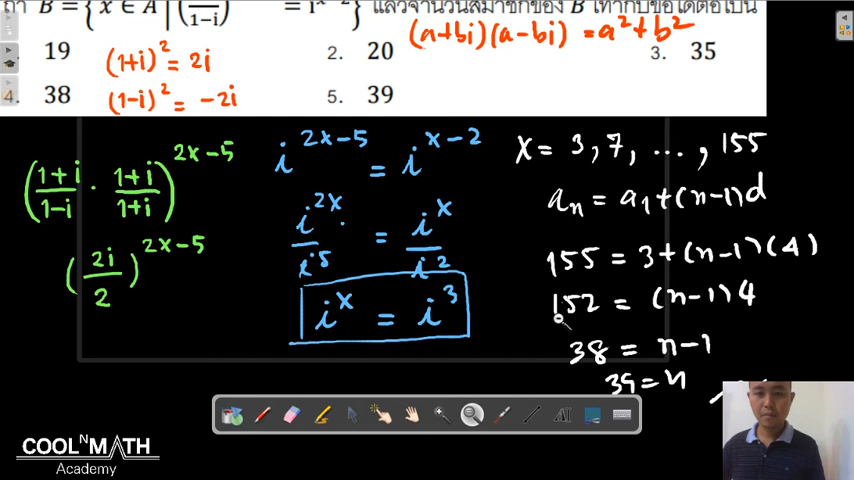 ถ้า B = { x ∈ A | ( /1−i) = i^x−2 } แล้วจำนวนสมาชิกของ B เท่ากับข้อใดต่อไปนี้
(a+bi)(a−bi) = a²+b²
1. 19 2. 20 3. 35
4. 38 5. 39
(1+i)² = 2i
(1−i)² = −2i
(1+i/1−i · 1+i/1+i)^2x−5
(2i/2)^2x−5
i^2x−5 = i^x−2
i^2x/i^5 = i^x/i^2
i^x = i^3
x = 3, 7, ..., 155
an = a1+(n−1)d
155 = 3+(n−1)(4)
152 = (n−1)4
38 = n−1
39 = n
COOL N MATH
Academy